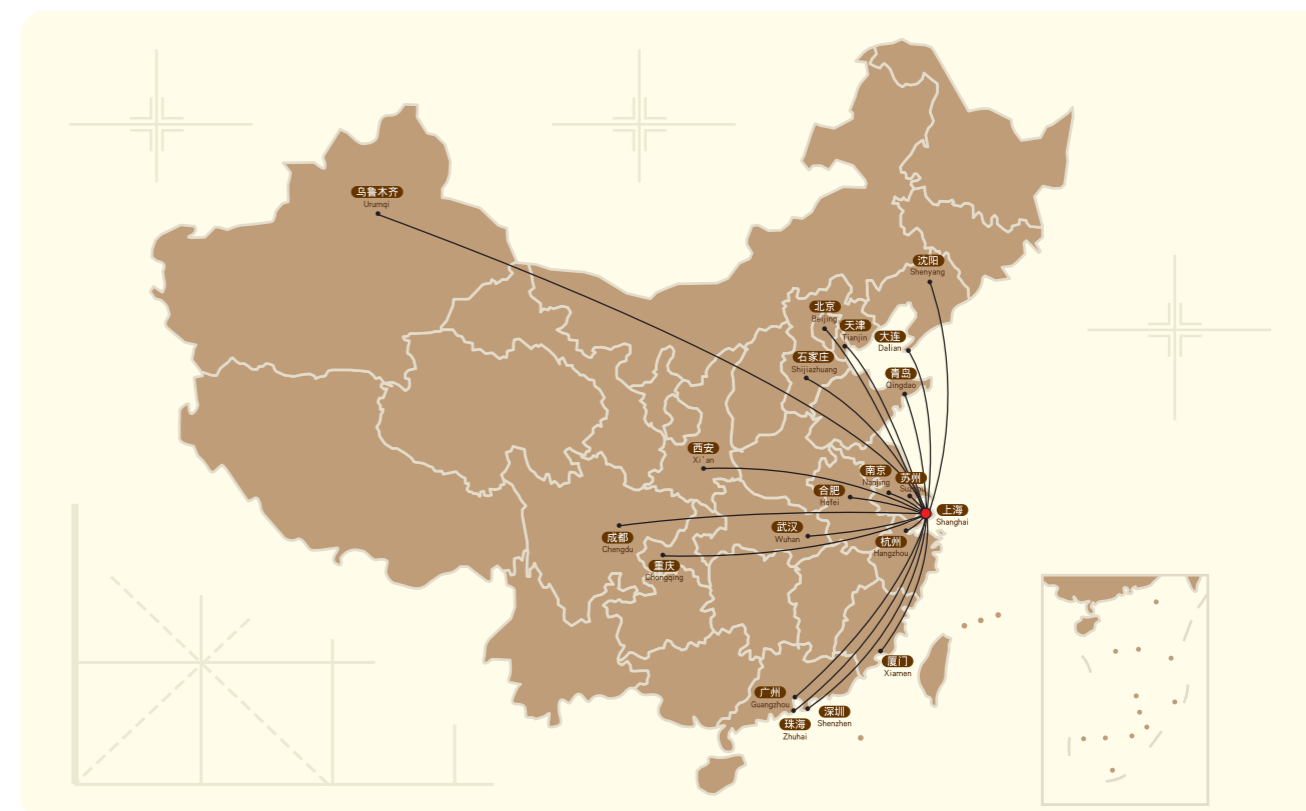 乌鲁木齐
Urumqi
沈阳
Shenyang
北京
Beijing
天津
Tianjin
大连
Dalian
石家庄
Shijiazhuang
青岛
Qingdao
西安
Xi'an
南京
Nanjing
苏州
Suzhou
合肥
Hefei
上海
Shanghai
武汉
Wuhan
杭州
Hangzhou
成都
Chengdu
重庆
Chongqing
厦门
Xiamen
广州
Guangzhou
深圳
Shenzhen
珠海
Zhuhai